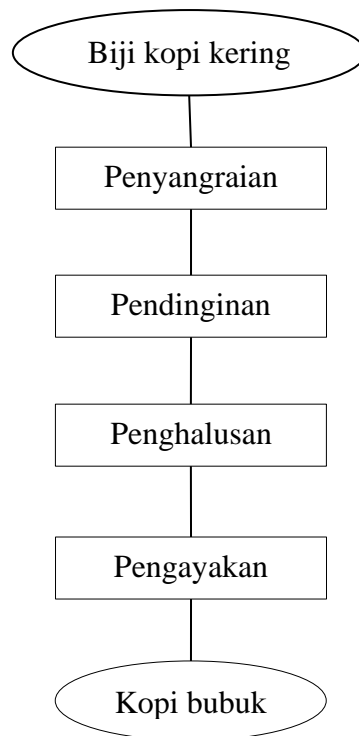 Biji kopi kering
Penyangraian
Pendinginan
Penghalusan
Pengayakan
Kopi bubuk